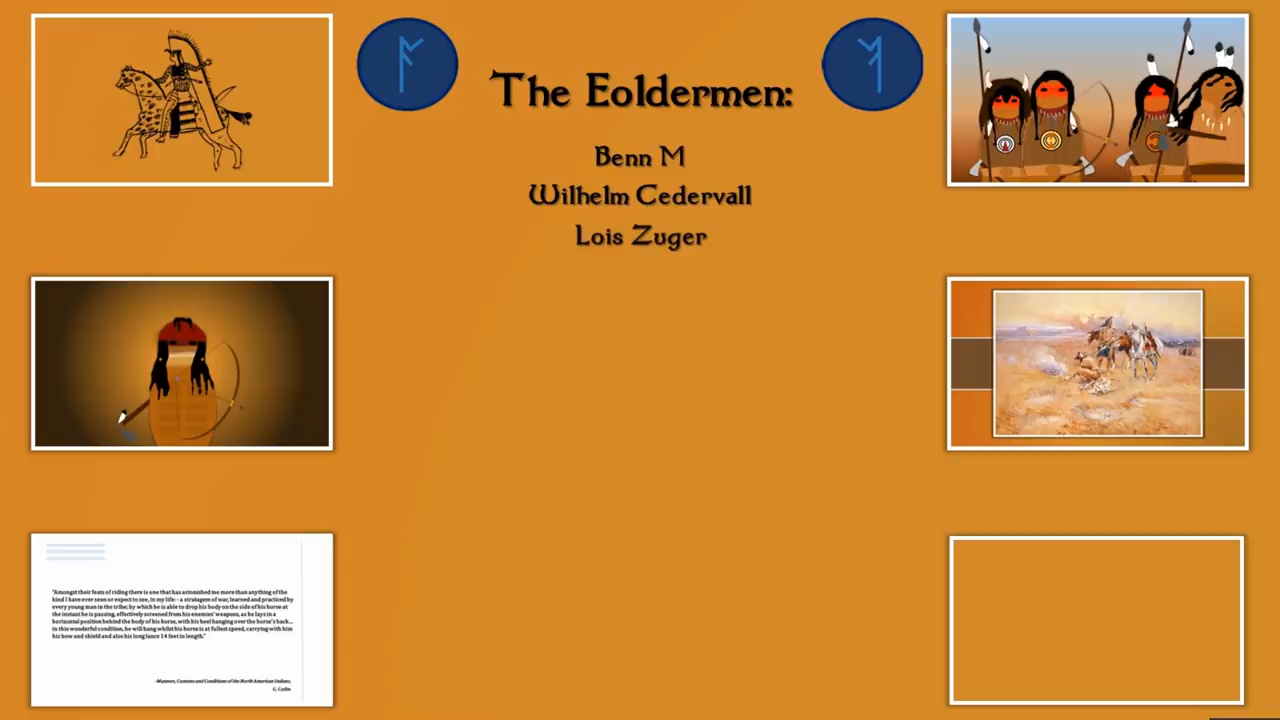 The Eoldermen:
Benn M
Wilhelm Cedervall
Lois Zuger
"Amongst their feats of riding there is one that has astonished me more than anything of the
kind I have ever seen or expect to see, in my life:- a stratagem of war, learned and practiced by
every young man in the tribe; by which he is able to drop his body on the side of his horse at
the instant he is passing, effectively screened from his enemies' weapons, as he lays in a
horizontal position behind the body of his horse, with his heel hanging over the horse's back...
in this wonderful condition, he will hang whilst his horse is at fullest speed, carrying with him
his bow and shield and also his long lance 14 feet in length."
-Manners, Customs and Conditions of the North American Indians,
G. Catlin